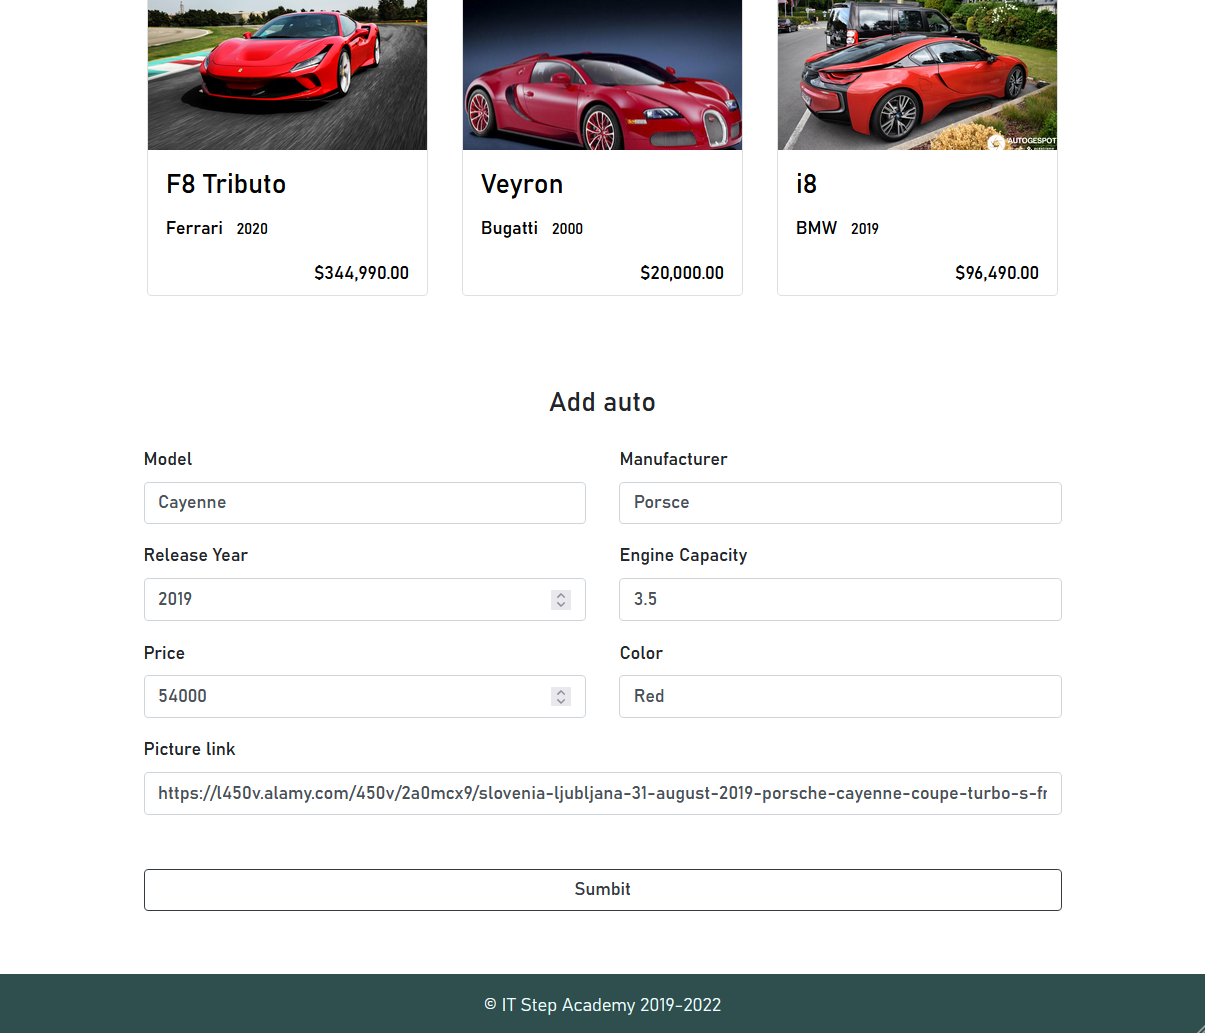 AUTOGESPOT
F8 Tributo
Ferrari 2020
$344,990.00
Veyron
Bugatti 2000
$20,000.00
i8
BMW 2019
$96,490.00
Add auto
Model
Manufacturer
Cayenne
Porsce
Release Year
Engine Capacity
2019
3.5
Price
Color
54000
Red
Picture link
https://l450v.alamy.com/450v/2a0mcx9/slovenia-ljubljana-31-august-2019-porsche-cayenne-coupe-turbo-s-fr
Sumbit
© IT Step Academy 2019-2022